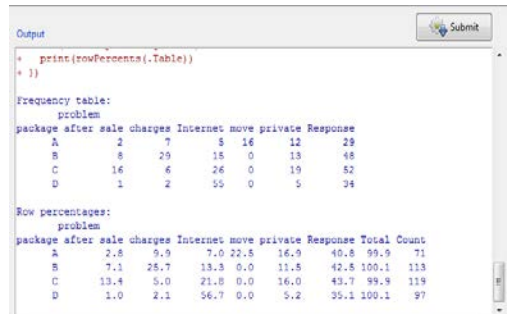 Output
Submit
+ print(rowPercents(.Table))
+ })
Frequency table:
problem
package after sale charges Internet move private Response
A 2 7 5 16 12 29
B 8 29 15 0 13 48
C 16 6 26 0 19 52
D 1 2 55 0 5 34
Row percentages:
problem
package after sale charges Internet move private Response Total Count
A 2.8 9.9 7.0 22.5 16.9 40.8 99.9 71
B 7.1 25.7 13.3 0.0 11.5 42.5 100.1 113
C 13.4 5.0 21.8 0.0 16.0 43.7 99.9 119
D 1.0 2.1 56.7 0.0 5.2 35.1 100.1 97